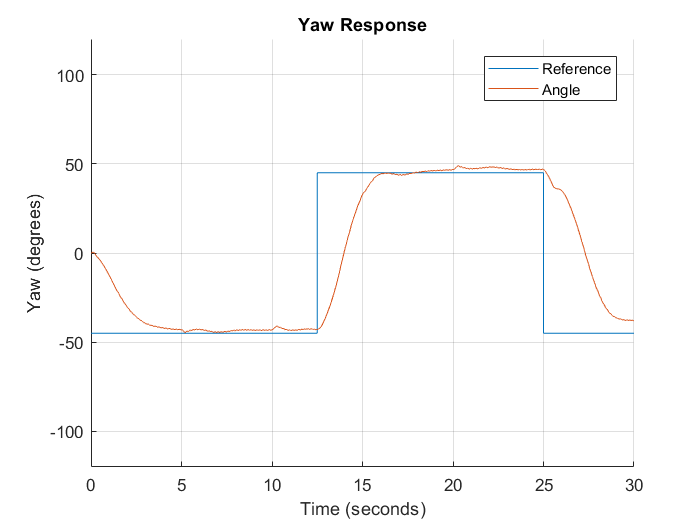 Yaw Response
Reference
Angle
100
50
0
-50
-100
Yaw (degrees)
0 5 10 15 20 25 30
Time (seconds)